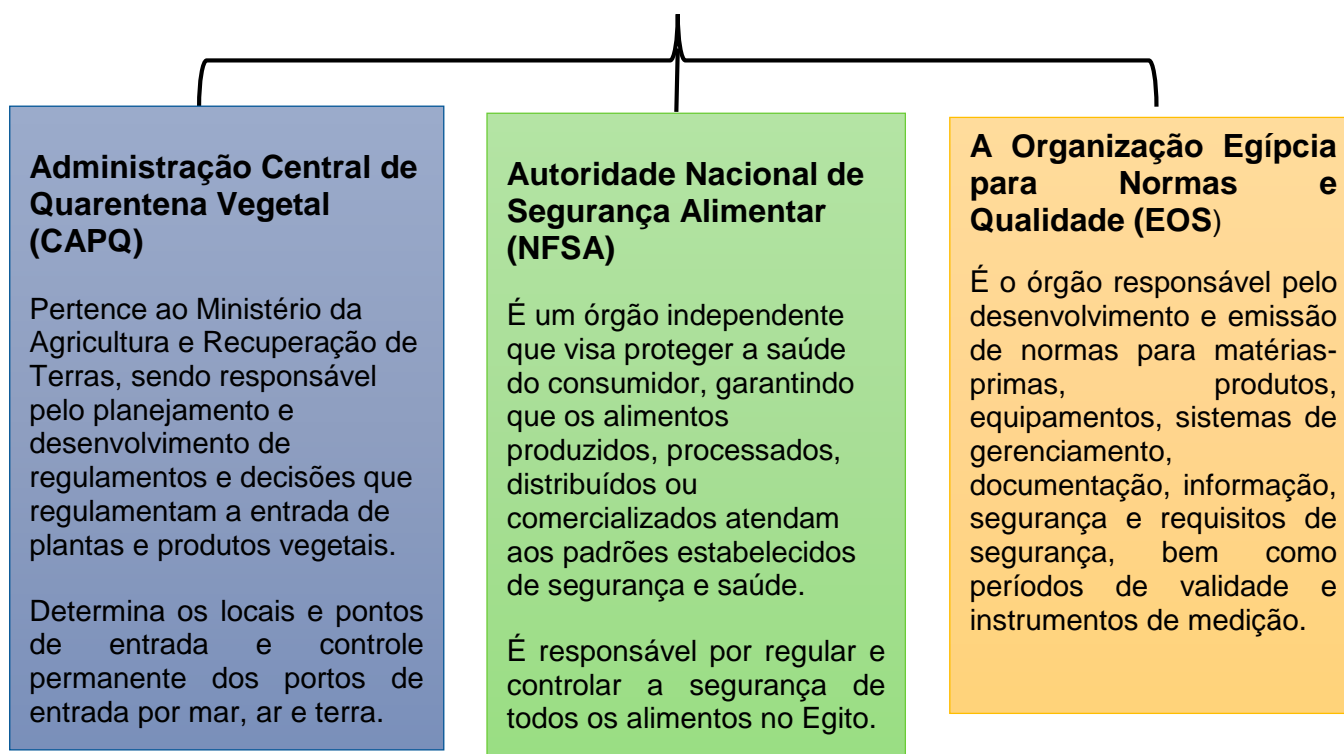 Administração Central de
Quarentena Vegetal
(CAPQ)
Pertence ao Ministério da
Agricultura e Recuperação de
Terras, sendo responsável
pelo planejamento e
desenvolvimento de
regulamentos e decisões que
regulamentam a entrada de
plantas e produtos vegetais.
Determina os locais e pontos
de entrada e controle
permanente dos portos de
entrada por mar, ar e terra.
Autoridade Nacional de
Segurança Alimentar
(NFSA)
É um órgão independente
que visa proteger a saúde
do consumidor, garantindo
que os alimentos
produzidos, processados,
distribuídos ou
comercializados atendam
aos padrões estabelecidos
de segurança e saúde.
É responsável por regular e
controlar a segurança de
todos os alimentos no Egito.
A Organização Egípcia
para Normas e
Qualidade (EOS)
É o órgão responsável pelo
desenvolvimento e emissão
de normas para matérias-
primas, produtos,
equipamentos, sistemas de
gerenciamento,
documentação, informação,
segurança e requisitos de
segurança, bem como
períodos de validade e
instrumentos de medição.